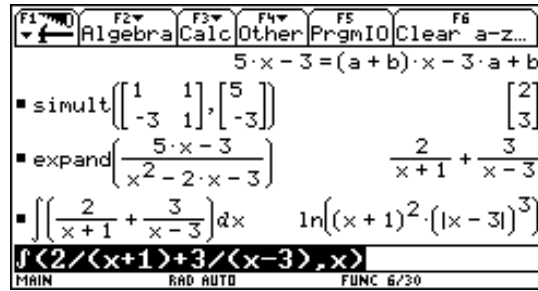 F1 F2 F3 F4 F5 F6
Algebra Calc Other PrgmIO Clear a-z…
5·x – 3 = (a + b)·x – 3·a + b
▪ simult([1 1; -3 1],[5; -3]) [2; 3]
▪ expand((5·x – 3)/(x² – 2·x – 3)) 2/(x + 1) + 3/(x – 3)
▪ ∫(2/(x + 1) + 3/(x – 3))dx ln((x + 1)²·(|x – 3|)³)
∫(2/(x+1)+3/(x-3),x)
MAIN RAD AUTO FUNC 6/30